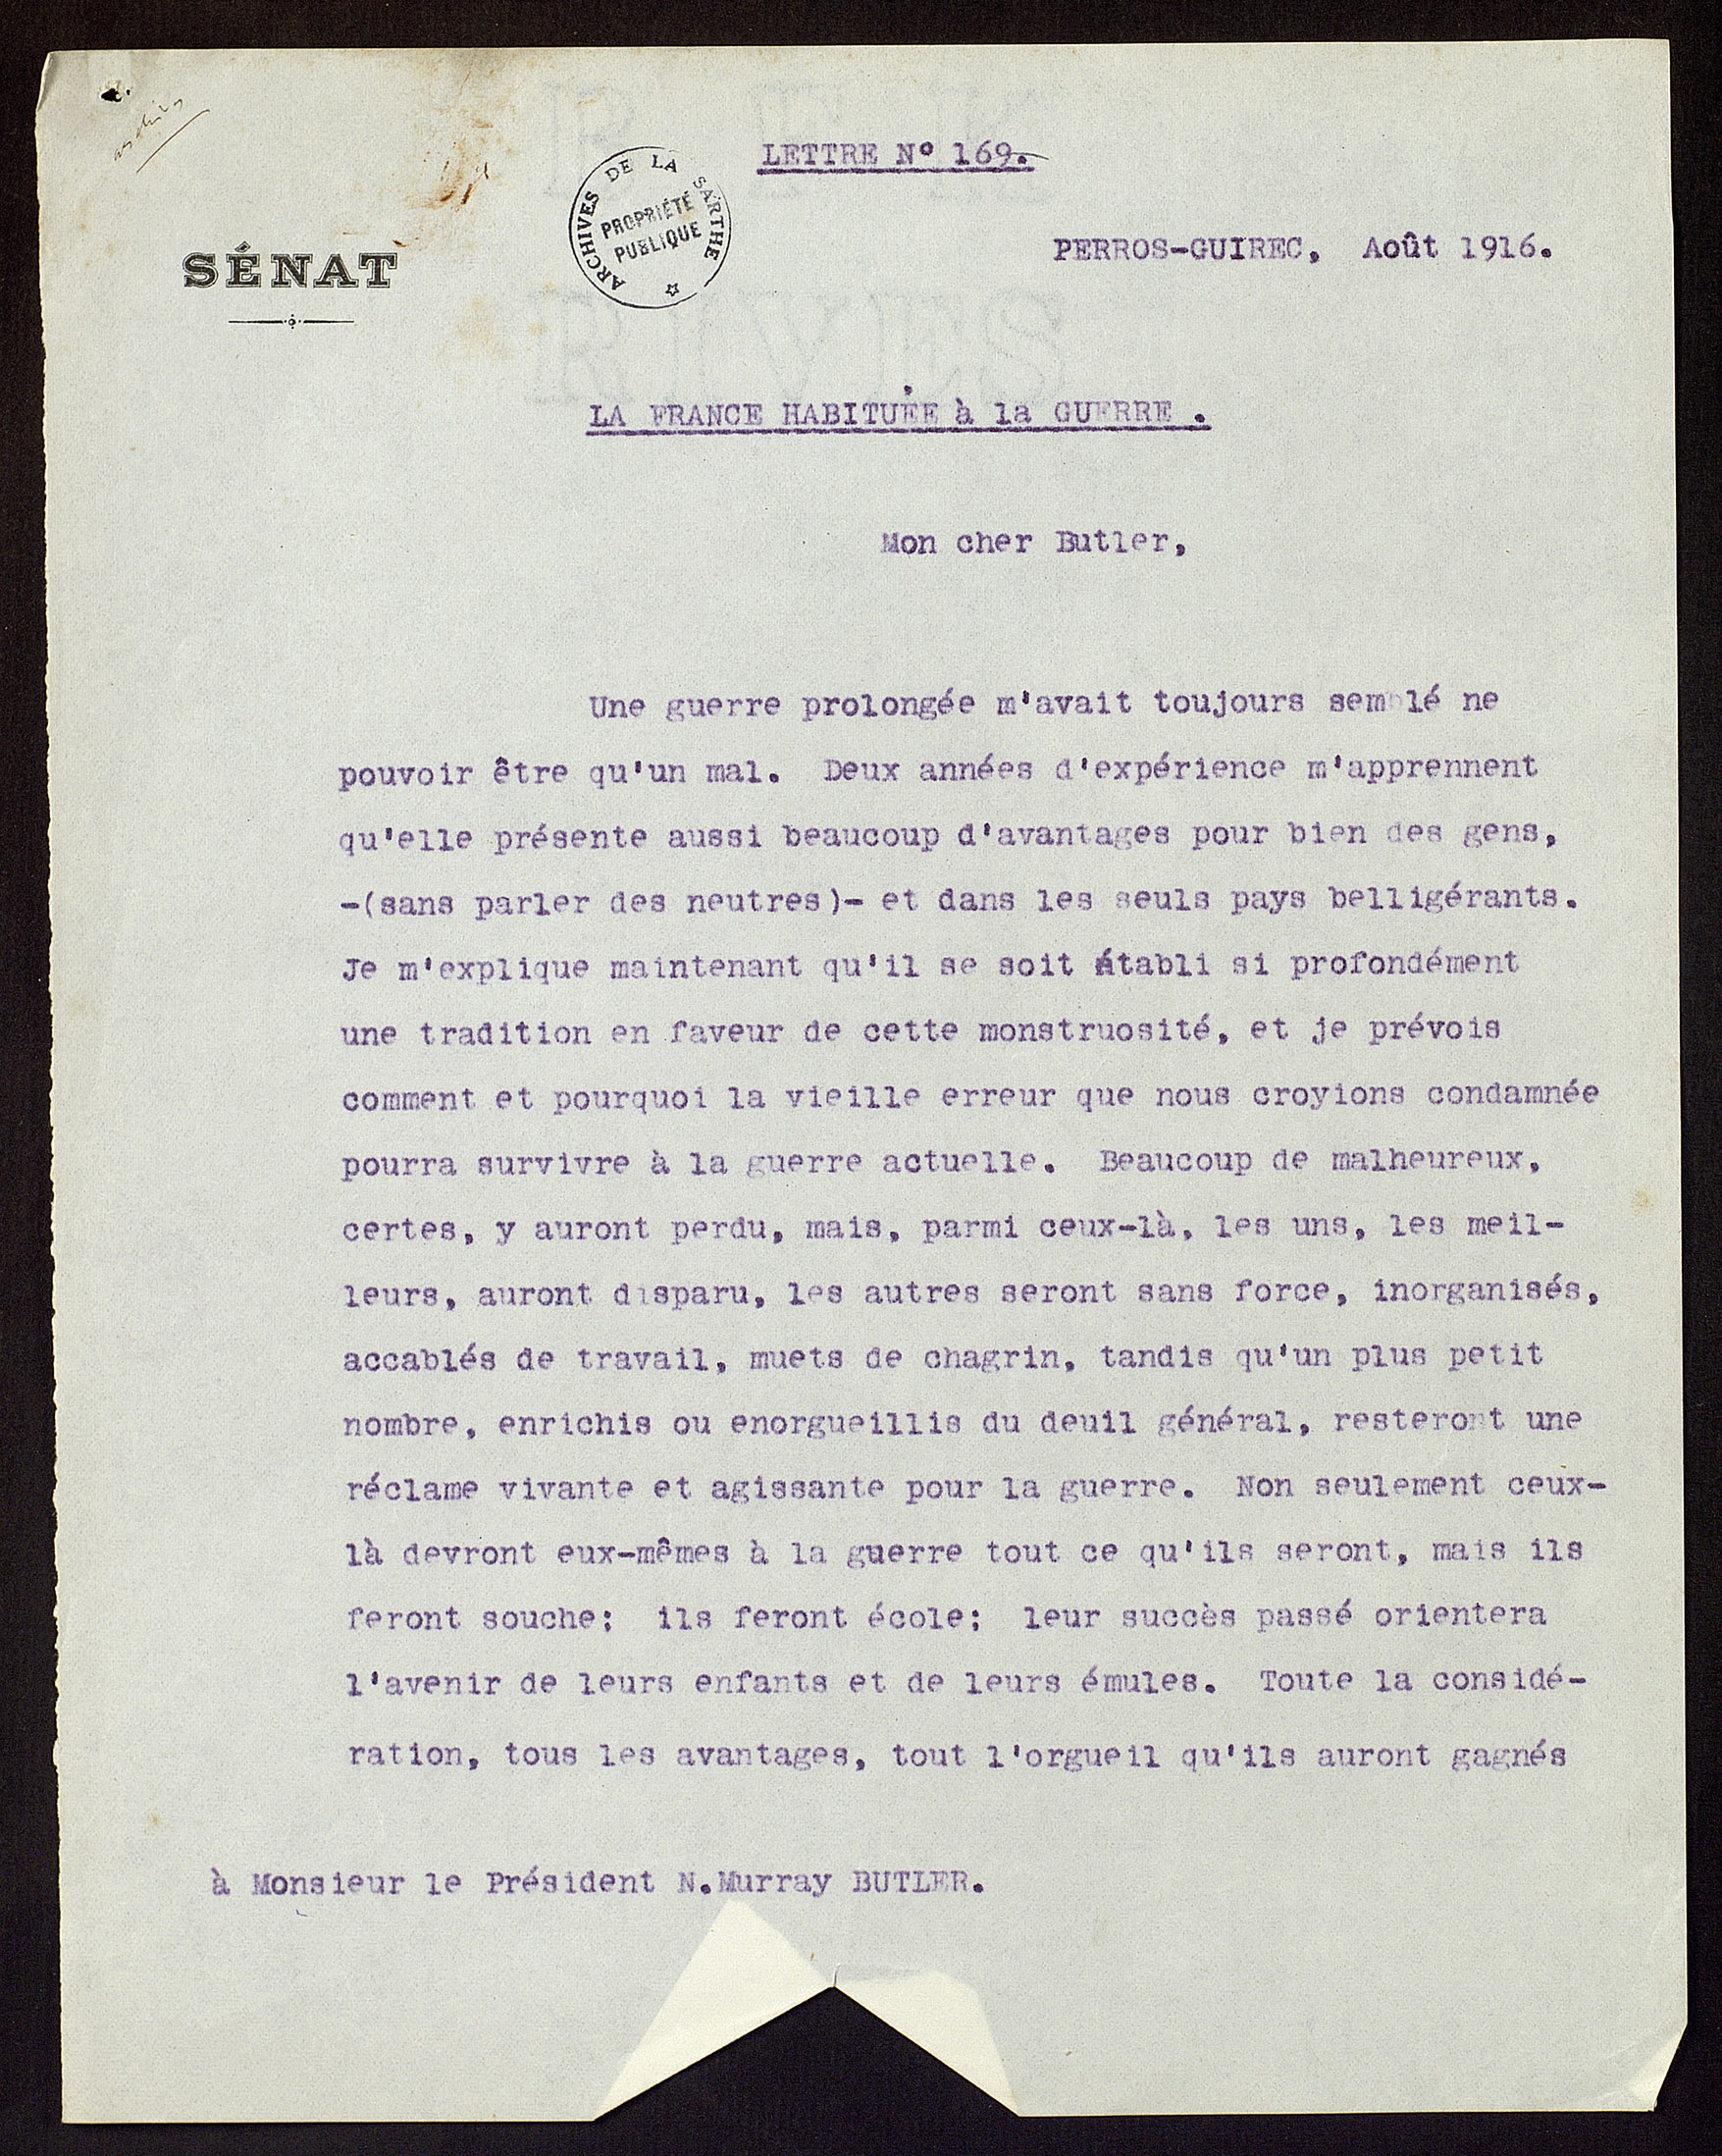 LETTRE Nº 169.
ARCHIVES DE LA SARTHE
PROPRIÉTÉ
PUBLIQUE
SÉNAT
PERROS-GUIREC, Août 1916.
LA FRANCE HABITUÉE à la GUERRE .
Mon cher Butler,
Une guerre prolongée m'avait toujours semblé ne
pouvoir être qu'un mal. Deux années d'expérience m'apprennent
qu'elle présente aussi beaucoup d'avantages pour bien des gens,
-(sans parler des neutres)- et dans les seuls pays belligérants.
Je m'explique maintenant qu'il se soit établi si profondément
une tradition en faveur de cette monstruosité, et je prévois
comment et pourquoi la vieille erreur que nous croyions condamnée
pourra survivre à la guerre actuelle. Beaucoup de malheureux,
certes, y auront perdu, mais, parmi ceux-là, les uns, les meil-
leurs, auront disparu, les autres seront sans force, inorganisés,
accablés de travail, muets de chagrin, tandis qu'un plus petit
nombre, enrichis ou enorgueillis du deuil général, resteront une
réclame vivante et agissante pour la guerre. Non seulement ceux-
là devront eux-mêmes à la guerre tout ce qu'ils seront, mais ils
feront souche; ils feront école; leur succès passé orientera
l'avenir de leurs enfants et de leurs émules. Toute la considé-
ration, tous les avantages, tout l'orgueil qu'ils auront gagnés
à Monsieur le Président N.Murray BUTLER.